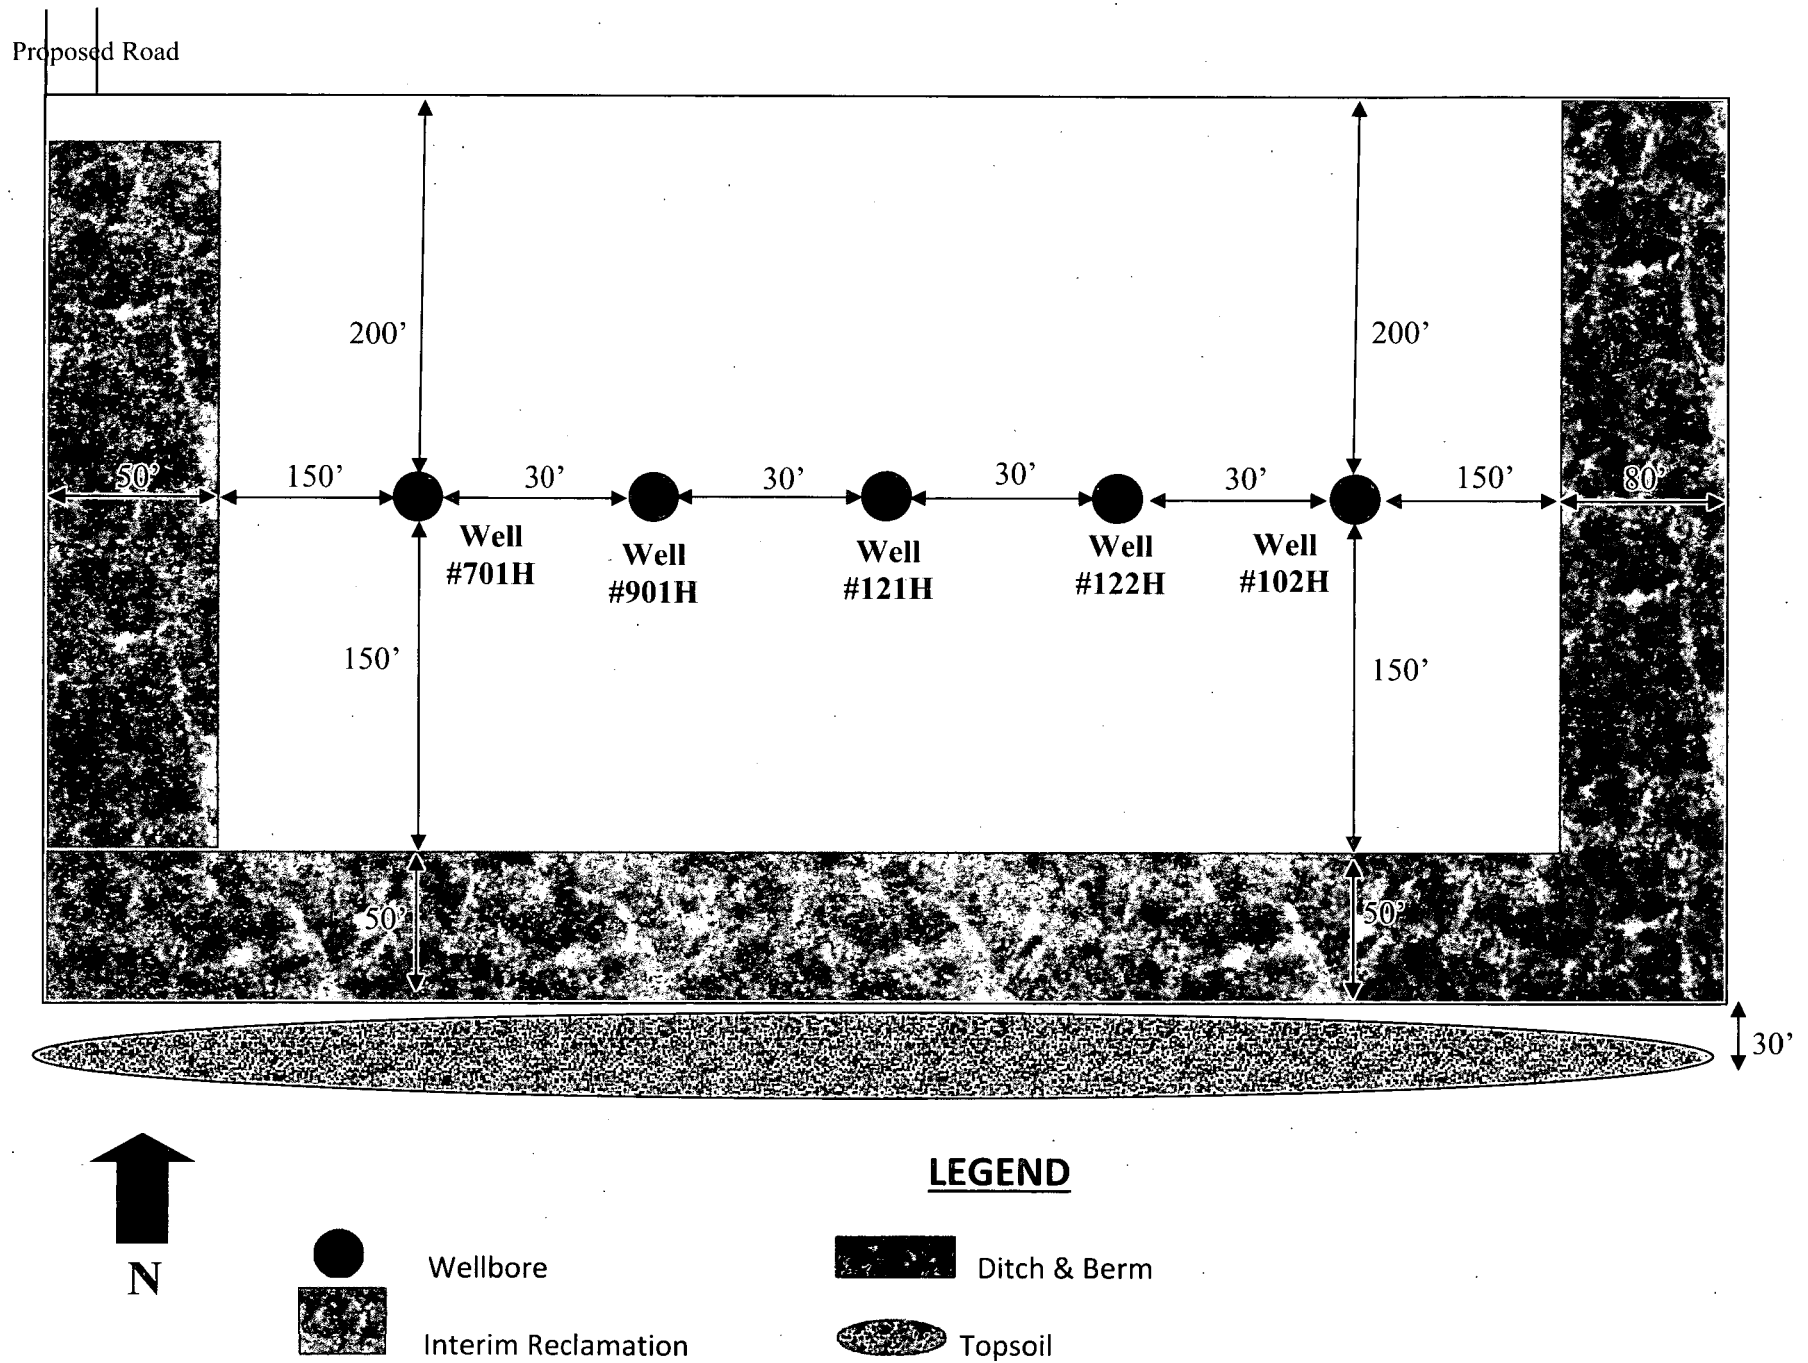 Proposed Road
200’
200’
50’
150’
30’
30’
30’
30’
150’
80’
Well
#701H
Well
#901H
Well
#121H
Well
#122H
Well
#102H
150’
150’
50’
50’
30’
LEGEND
N
Wellbore
Ditch & Berm
Interim Reclamation
Topsoil